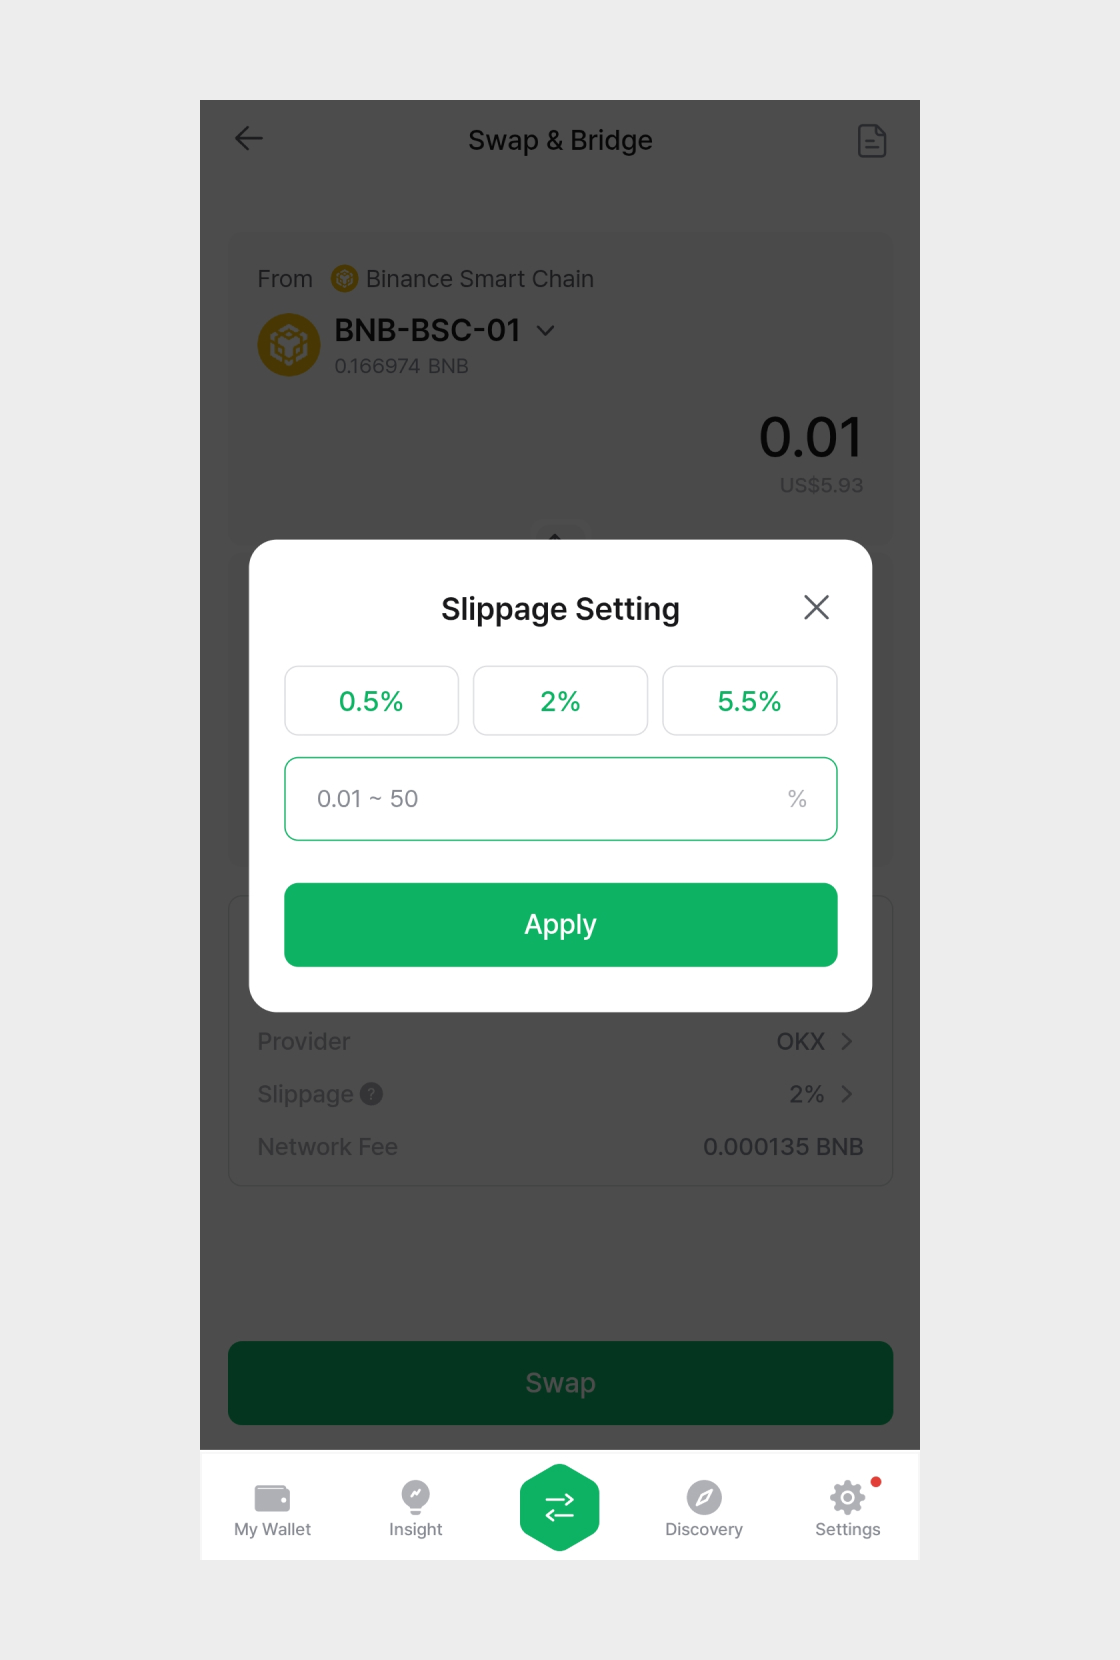 Swap & Bridge
From Binance Smart Chain
BNB-BSC-01
0.166974 BNB
0.01
US$5.93
Slippage Setting
0.5% 2% 5.5%
0.01 ~ 50 %
Apply
Provider OKX
Slippage ? 2%
Network Fee 0.000135 BNB
Swap
My Wallet Insight Discovery Settings